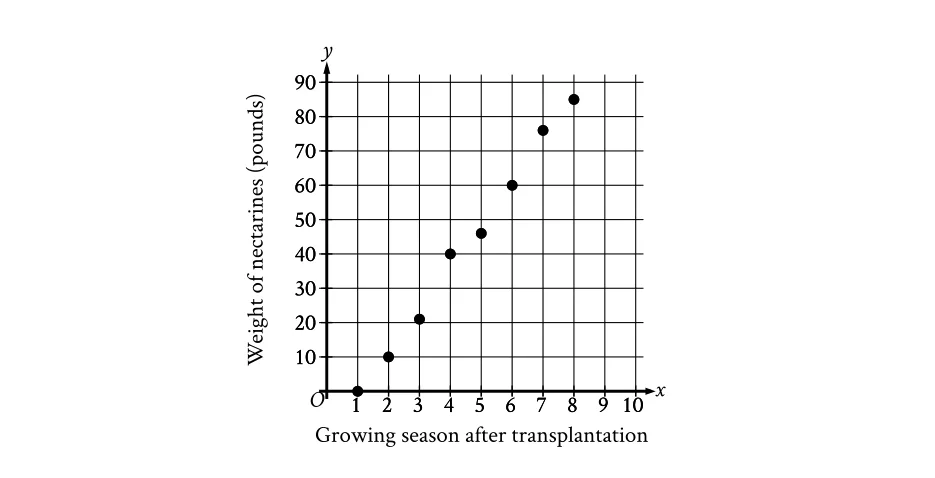 y
90
80
70
60
50
40
30
20
10
Weight of nectarines (pounds)
O 1 2 3 4 5 6 7 8 9 10 x
Growing season after transplantation